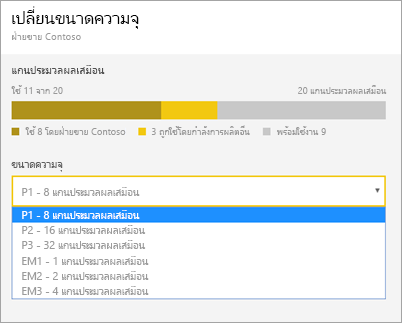 เปลี่ยนขนาดความจุ
ฝ่ายขาย Contoso
แกนประมวลผลเสมือน
ใช้ 11 จาก 20
20 แกนประมวลผลเสมือน
ใช้ 8 โดยฝ่ายขาย Contoso
3 ถูกใช้โดยกำลังการผลิตอื่น
พร้อมใช้งาน 9
ขนาดความจุ
P1 - 8 แกนประมวลผลเสมือน
P1 - 8 แกนประมวลผลเสมือน
P2 - 16 แกนประมวลผลเสมือน
P3 - 32 แกนประมวลผลเสมือน
EM1 - 1 แกนประมวลผลเสมือน
EM2 - 2 แกนประมวลผลเสมือน
EM3 - 4 แกนประมวลผลเสมือน